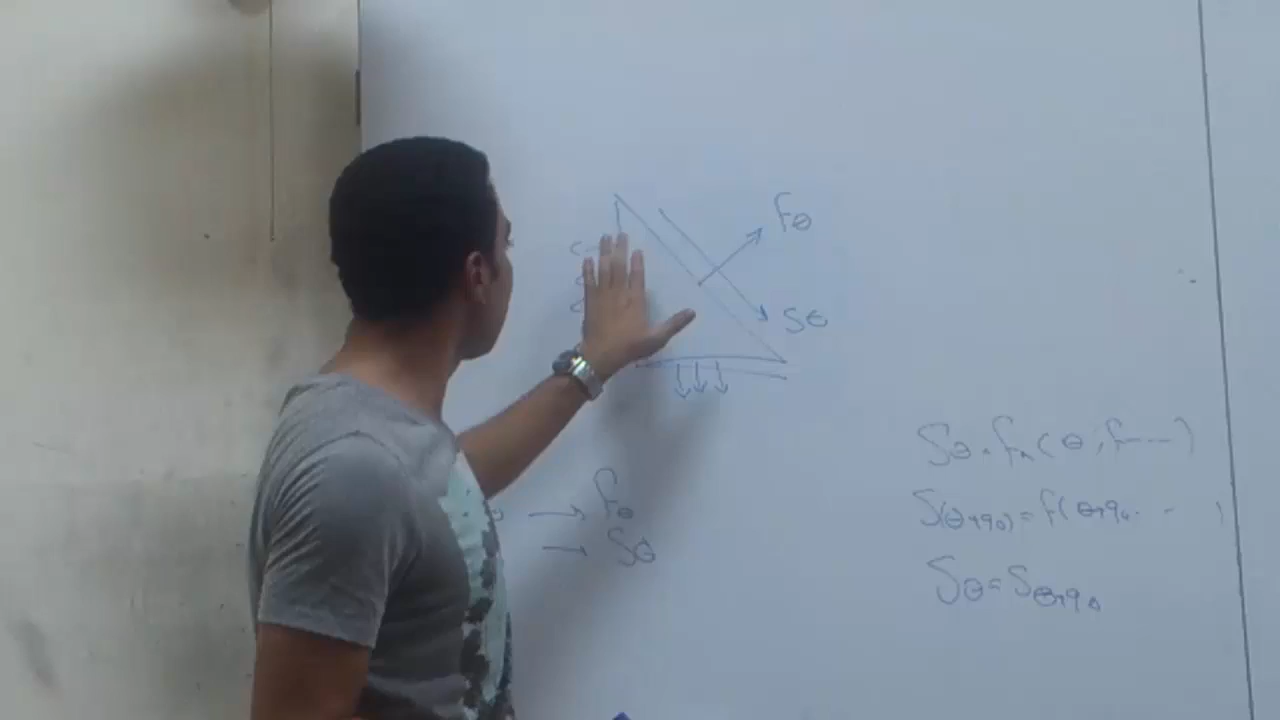 fθ
Sθ
→ fθ
→ Sθ
Sθ = fn (θ, f----)
S(θ+90) = f(θ+90 - - )
Sθ = Sθ+90